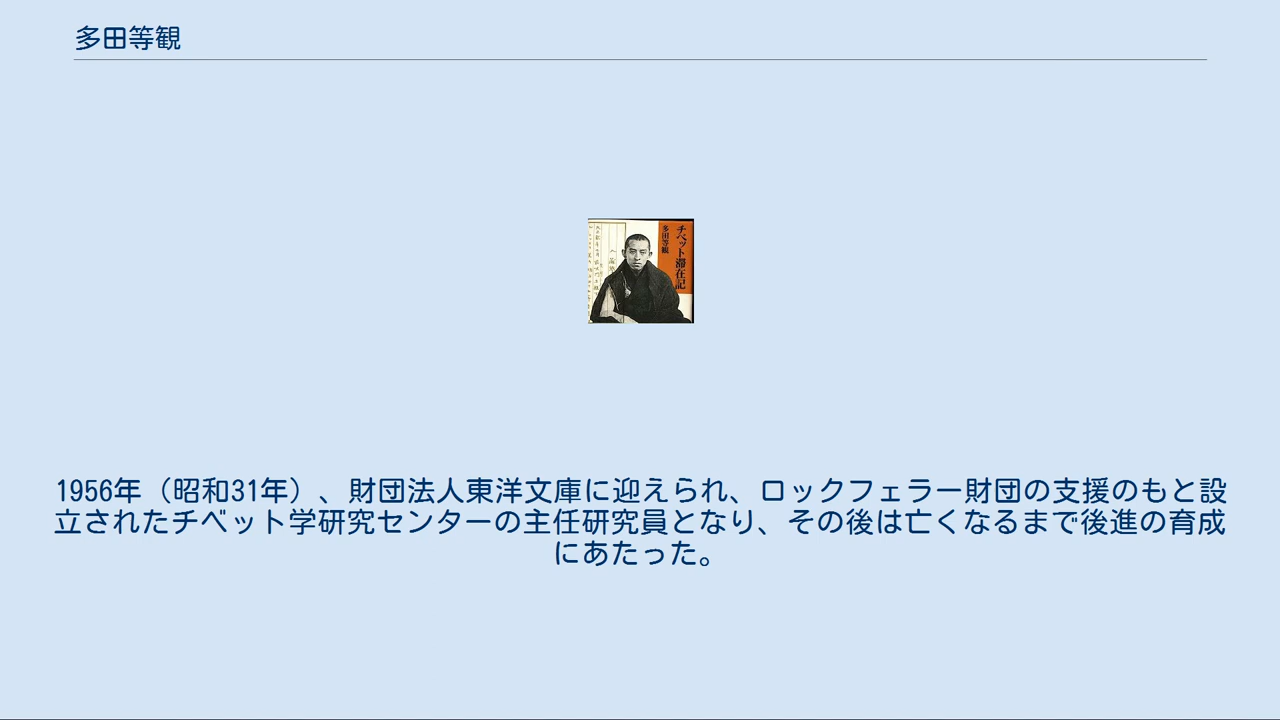 多田等観
チベット滞在記
多田等観
1956年（昭和31年）、財団法人東洋文庫に迎えられ、ロックフェラー財団の支援のもと設
立されたチベット学研究センターの主任研究員となり、その後は亡くなるまで後進の育成
にあたった。